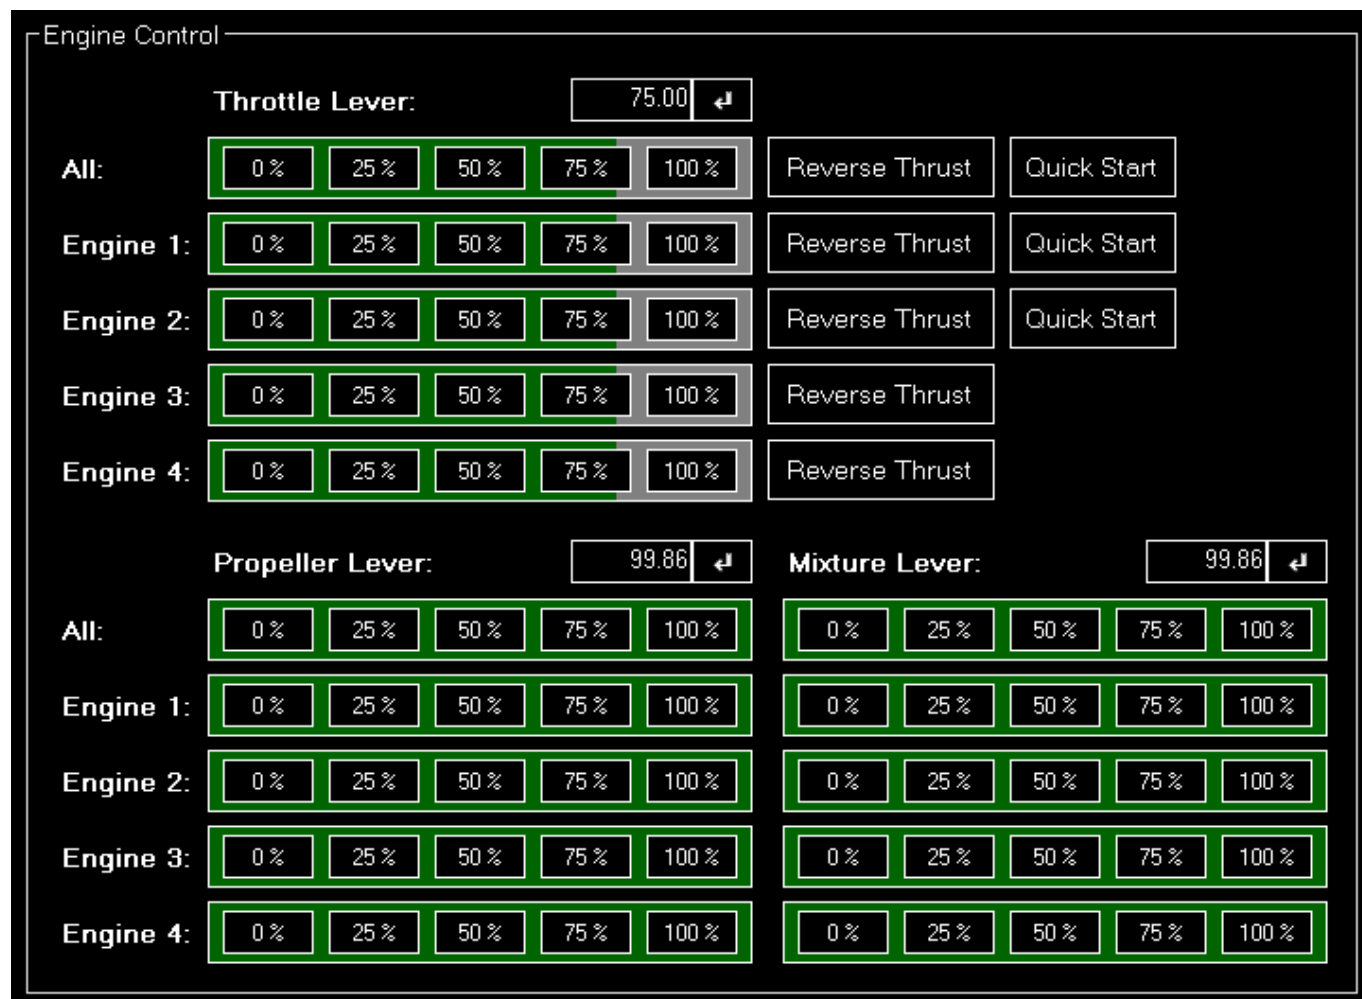 Engine Control
Throttle Lever: 75.00
All: 0 % 25 % 50 % 75 % 100 % Reverse Thrust Quick Start
Engine 1: 0 % 25 % 50 % 75 % 100 % Reverse Thrust Quick Start
Engine 2: 0 % 25 % 50 % 75 % 100 % Reverse Thrust Quick Start
Engine 3: 0 % 25 % 50 % 75 % 100 % Reverse Thrust
Engine 4: 0 % 25 % 50 % 75 % 100 % Reverse Thrust
Propeller Lever: 99.86 Mixture Lever: 99.86
All: 0 % 25 % 50 % 75 % 100 % 0 % 25 % 50 % 75 % 100 %
Engine 1: 0 % 25 % 50 % 75 % 100 % 0 % 25 % 50 % 75 % 100 %
Engine 2: 0 % 25 % 50 % 75 % 100 % 0 % 25 % 50 % 75 % 100 %
Engine 3: 0 % 25 % 50 % 75 % 100 % 0 % 25 % 50 % 75 % 100 %
Engine 4: 0 % 25 % 50 % 75 % 100 % 0 % 25 % 50 % 75 % 100 %